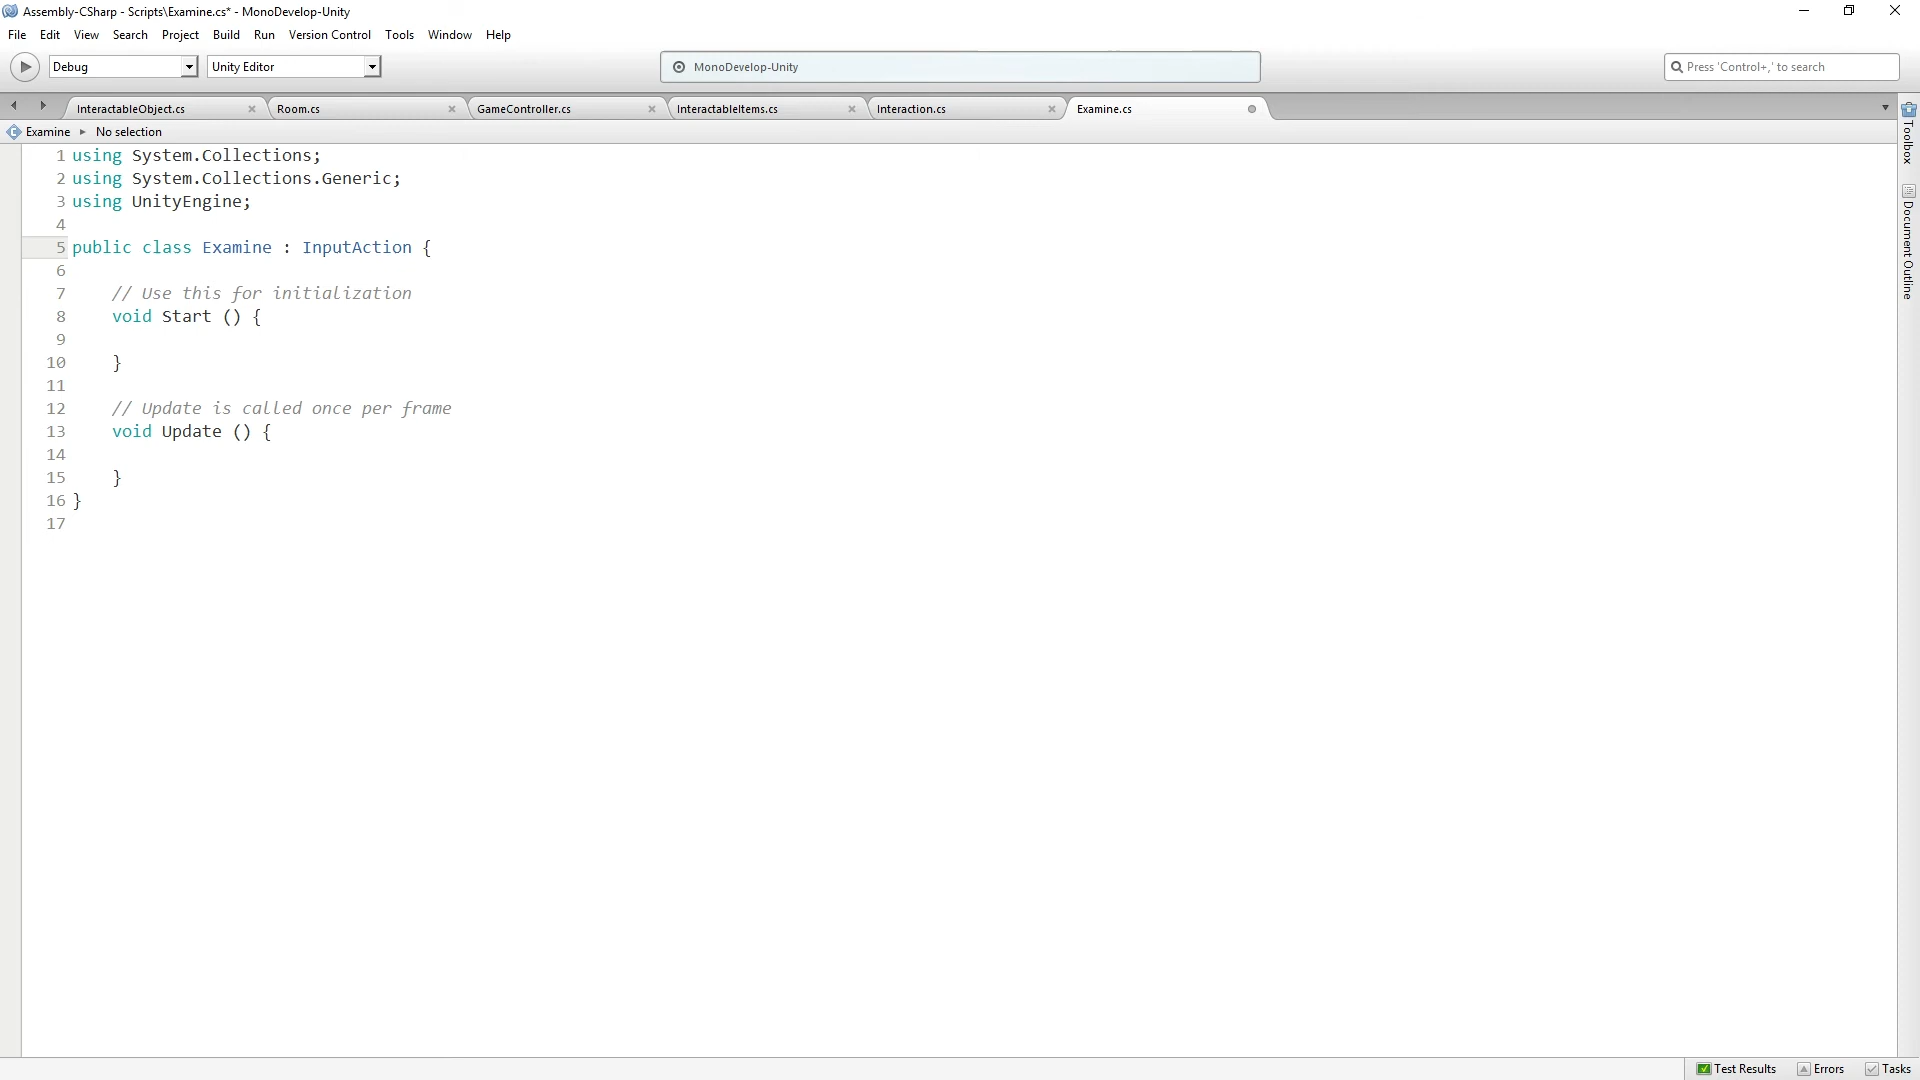 Assembly-CSharp - Scripts\Examine.cs* - MonoDevelop-Unity
File Edit View Search Project Build Run Version Control Tools Window Help
Debug Unity Editor MonoDevelop-Unity Press 'Control+,' to search
InteractableObject.cs Room.cs GameController.cs InteractableItems.cs Interaction.cs Examine.cs
Examine No selection
1 using System.Collections;
2 using System.Collections.Generic;
3 using UnityEngine;
4
5 public class Examine : InputAction {
6
7 // Use this for initialization
8 void Start () {
9
10 }
11
12 // Update is called once per frame
13 void Update () {
14
15 }
16 }
17
Toolbox
Document Outline
Test Results Errors Tasks